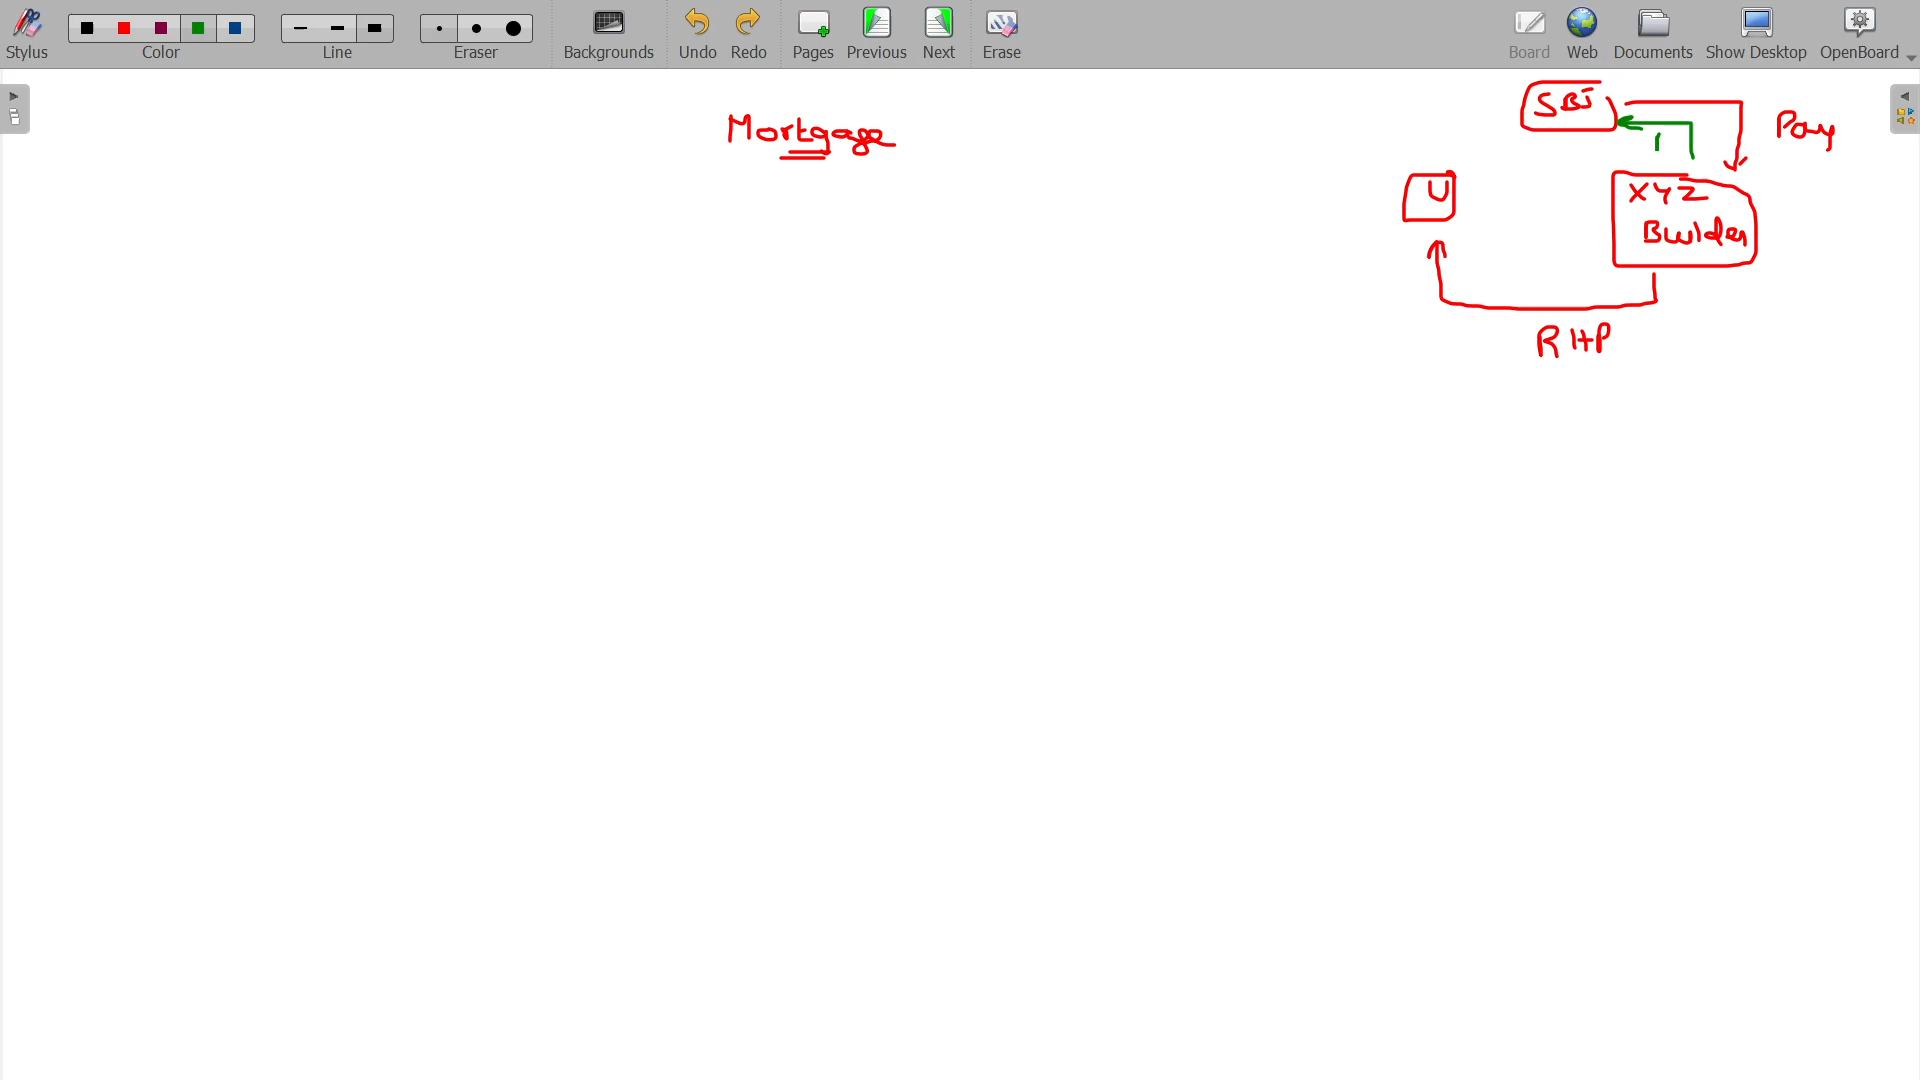 Stylus
Color
Line
Eraser
Backgrounds
Undo
Redo
Pages
Previous
Next
Erase
Board
Web
Documents
Show Desktop
OpenBoard
Mortgage
SBI
Pay
U
XYZ
Builder
RHP